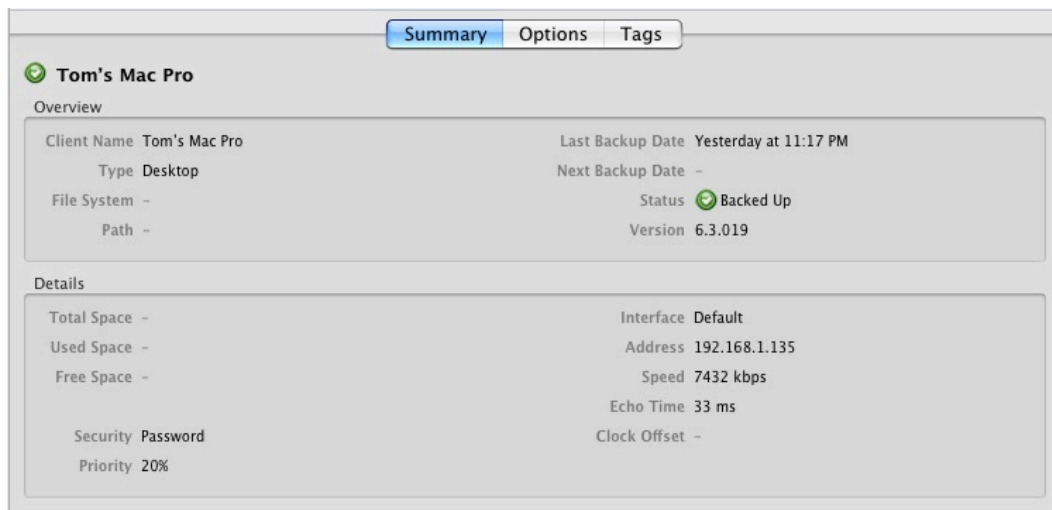 Summary Options Tags
Tom's Mac Pro
Overview
Client Name Tom's Mac Pro
Type Desktop
File System –
Path –
Last Backup Date Yesterday at 11:17 PM
Next Backup Date –
Status Backed Up
Version 6.3.019
Details
Total Space –
Used Space –
Free Space –
Security Password
Priority 20%
Interface Default
Address 192.168.1.135
Speed 7432 kbps
Echo Time 33 ms
Clock Offset –